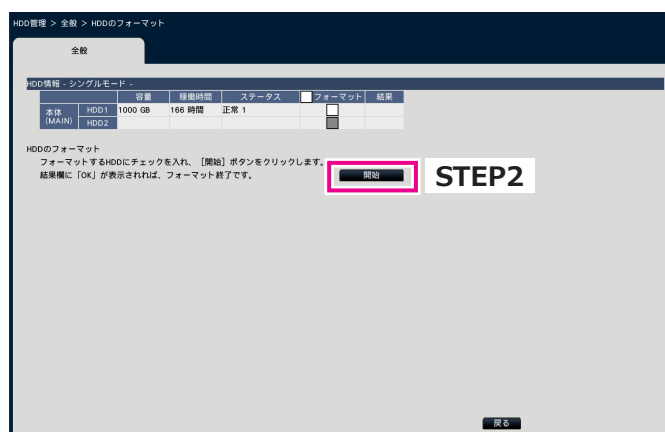 HDD管理 > 全般 > HDDのフォーマット
全般
HDD情報 - シングルモード -
容量 稼働時間 ステータス フォーマット 結果
本体 (MAIN) HDD1 1000 GB 166 時間 正常 1
HDD2
HDDのフォーマット
フォーマットするHDDにチェックを入れ、［開始］ボタンをクリックします。
結果欄に「OK」が表示されれば、フォーマット終了です。
開始 STEP2
戻る